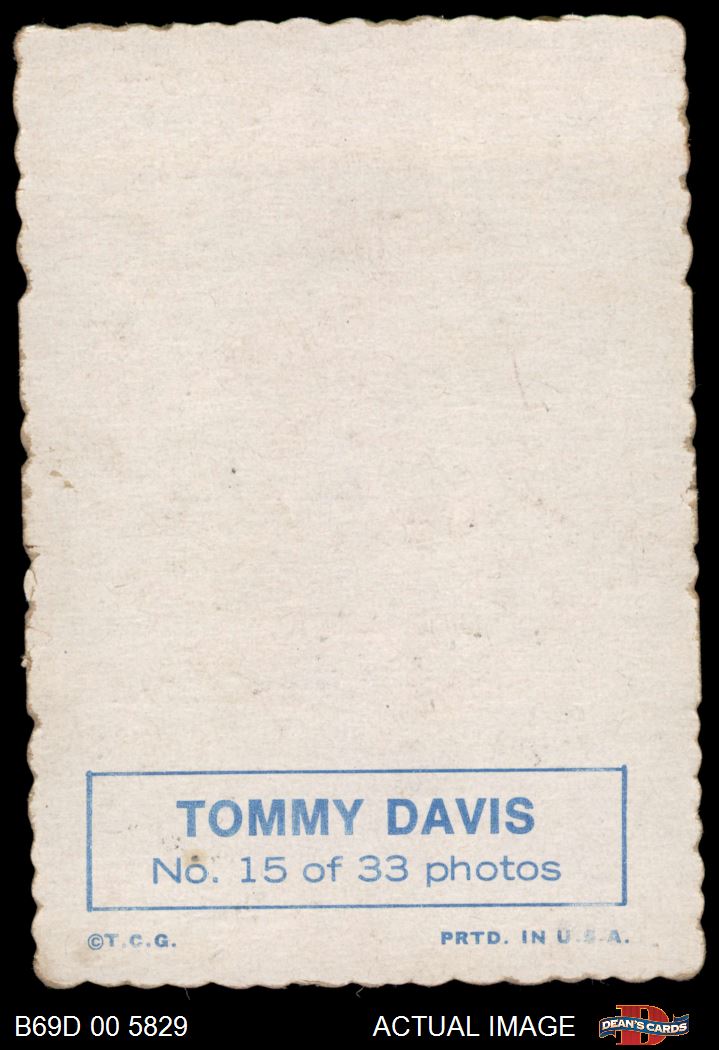 TOMMY DAVIS
No. 15 of 33 photos
©T.C.G.
PRTD. IN U.S.A.
B69D 00 5829
ACTUAL IMAGE
DEAN'S CARDS